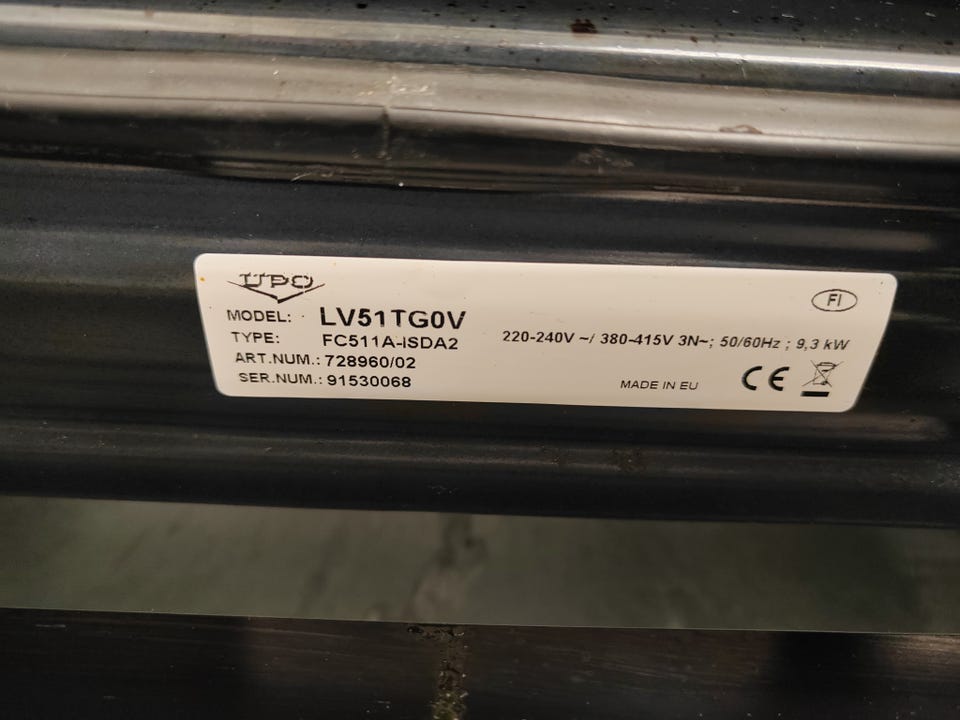 UPO
FI
MODEL: LV51TG0V
TYPE: FC511A-iSDA2
220-240V ~/ 380-415V 3N~; 50/60Hz ; 9,3 kW
ART.NUM.: 728960/02
SER.NUM.: 91530068
MADE IN EU
CE